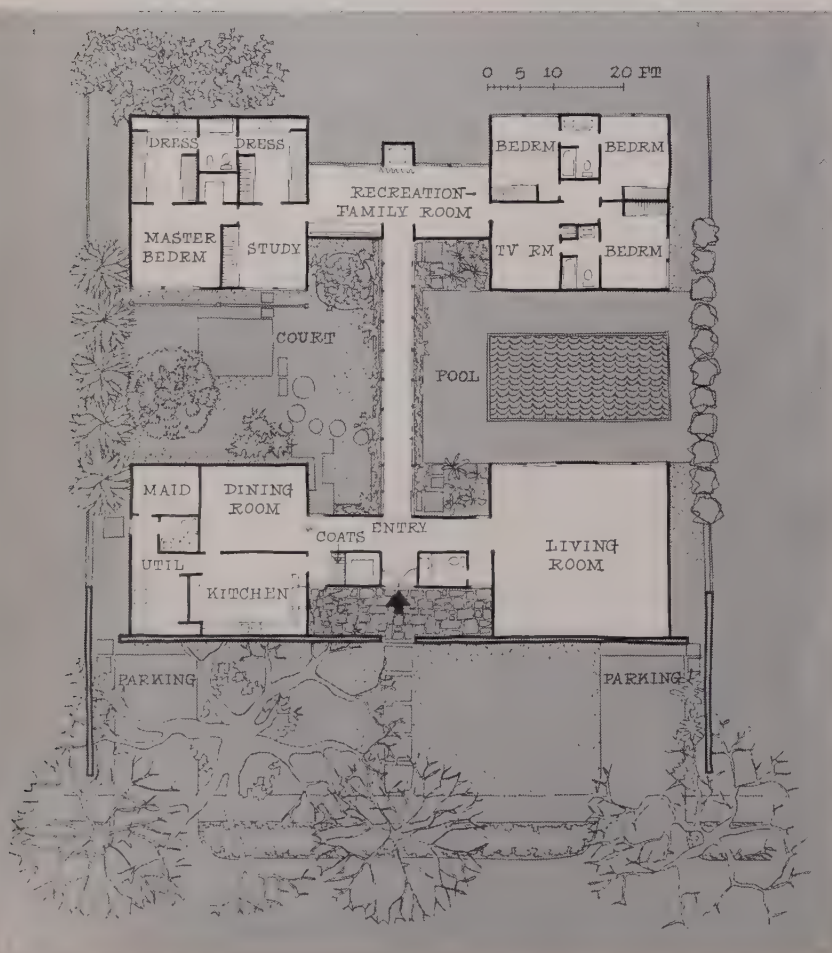 0 5 10 20 FT
DRESS DRESS
BEDRM BEDRM
RECREATION-
FAMILY ROOM
MASTER
BEDRM
STUDY
TV RM
BEDRM
COURT
POOL
MAID
DINING
ROOM
ENTRY
COATS
UTIL
KITCHEN
LIVING
ROOM
PARKING
PARKING